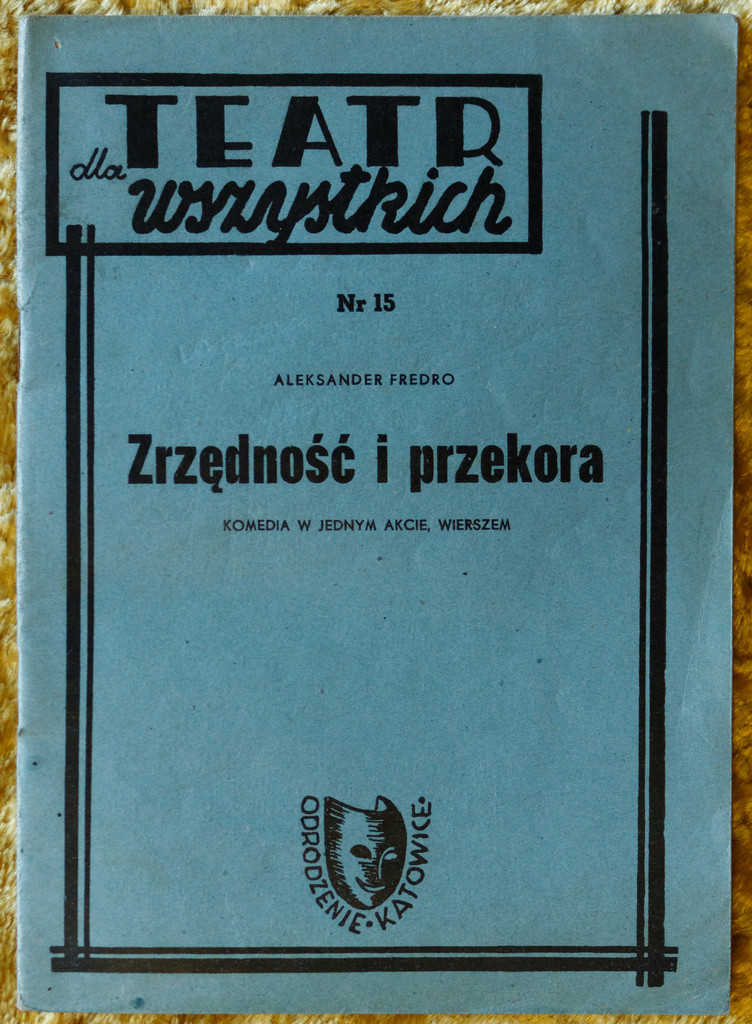 TEATR
dla wszystkich
Nr 15
ALEKSANDER FREDRO
Zrzędność i przekora
KOMEDIA W JEDNYM AKCIE, WIERSZEM
ODRODZENIE • KATOWICE •